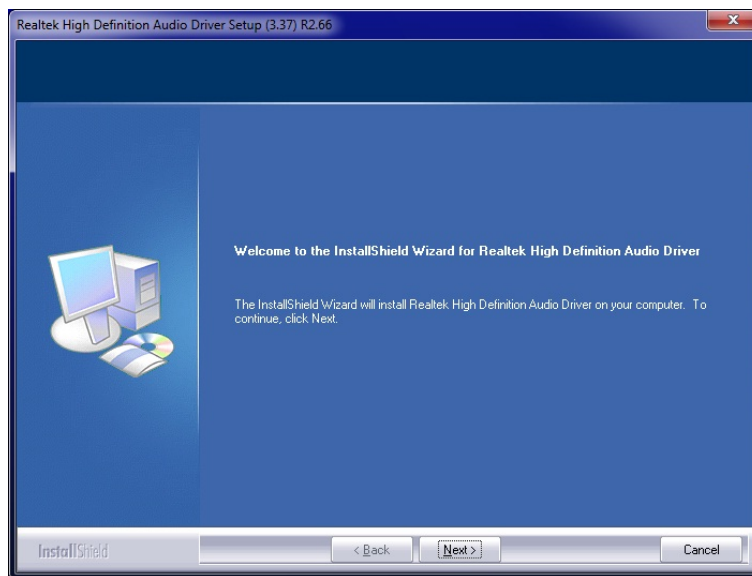 Realtek High Definition Audio Driver Setup (3.37) R2.66
x
Welcome to the InstallShield Wizard for Realtek High Definition Audio Driver
The InstallShield Wizard will install Realtek High Definition Audio Driver on your computer. To
continue, click Next.
InstallShield
< Back
Next >
Cancel